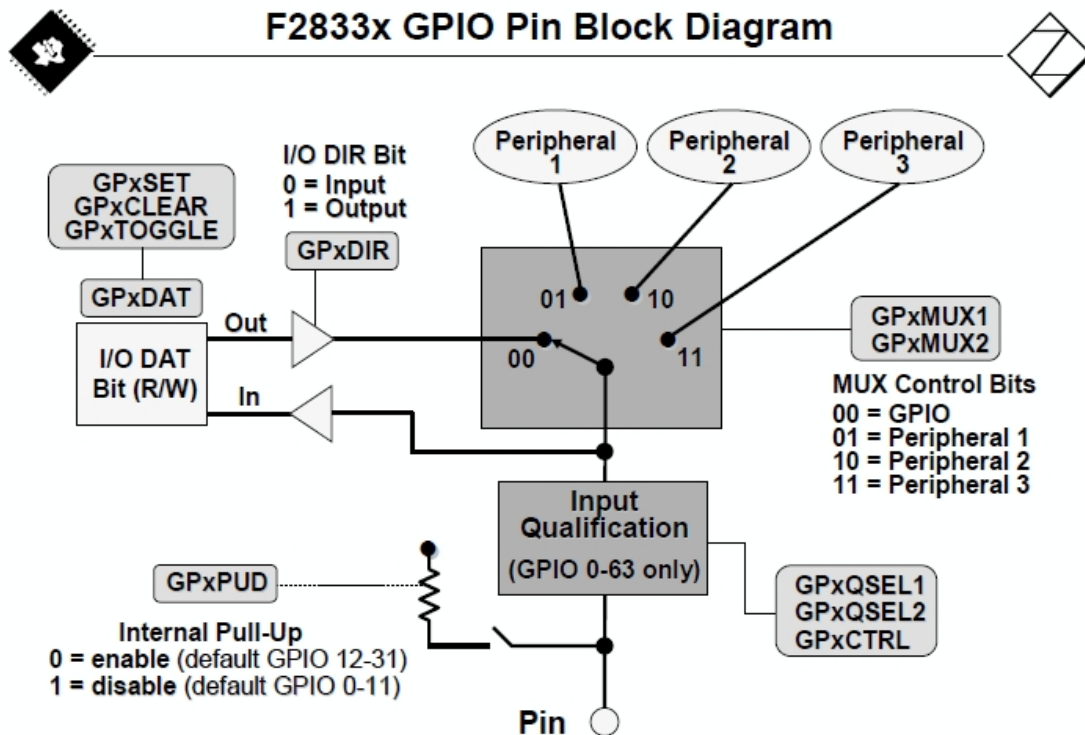 F2833x GPIO Pin Block Diagram
Peripheral
1
Peripheral
2
Peripheral
3
I/O DIR Bit
0 = Input
1 = Output
GPxSET
GPxCLEAR
GPxTOGGLE
GPxDIR
GPxDAT
01
10
Out
I/O DAT
Bit (R/W)
00
11
In
GPxMUX1
GPxMUX2
MUX Control Bits
00 = GPIO
01 = Peripheral 1
10 = Peripheral 2
11 = Peripheral 3
Input
Qualification
(GPIO 0-63 only)
GPxPUD
GPxQSEL1
GPxQSEL2
GPxCTRL
Internal Pull-Up
0 = enable (default GPIO 12-31)
1 = disable (default GPIO 0-11)
Pin